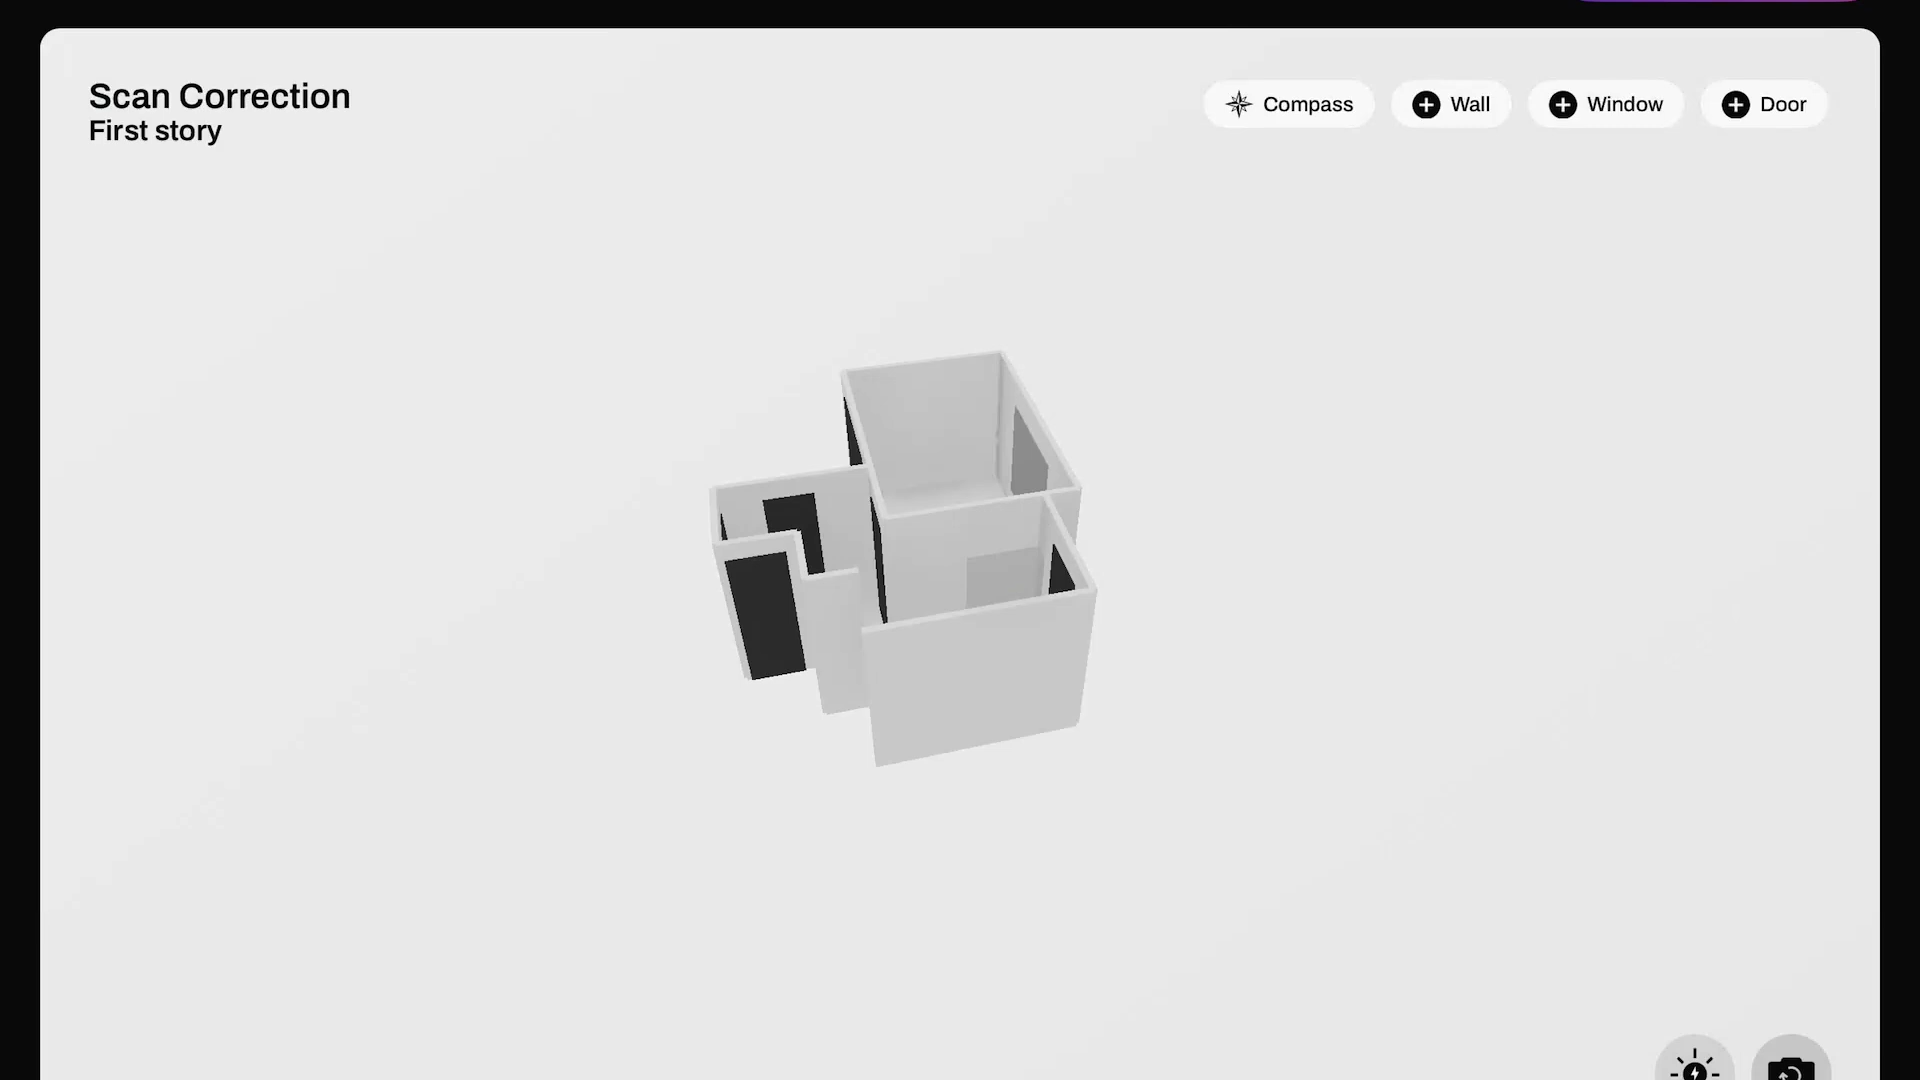 Scan Correction
First story
Compass
Wall
Window
Door